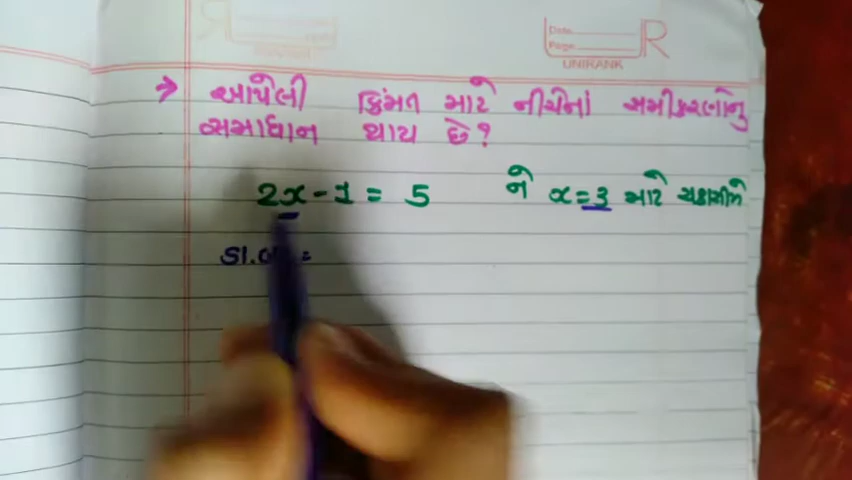 Date
Page
UNIRANK
→ આપેલી કિંમત માટે નીચેનાં સમીકરણોનુ
સમાધાન થાય છે?
2x - 1 = 5 ને x = 3 માટે ચકાસીએ
ડા.બા =